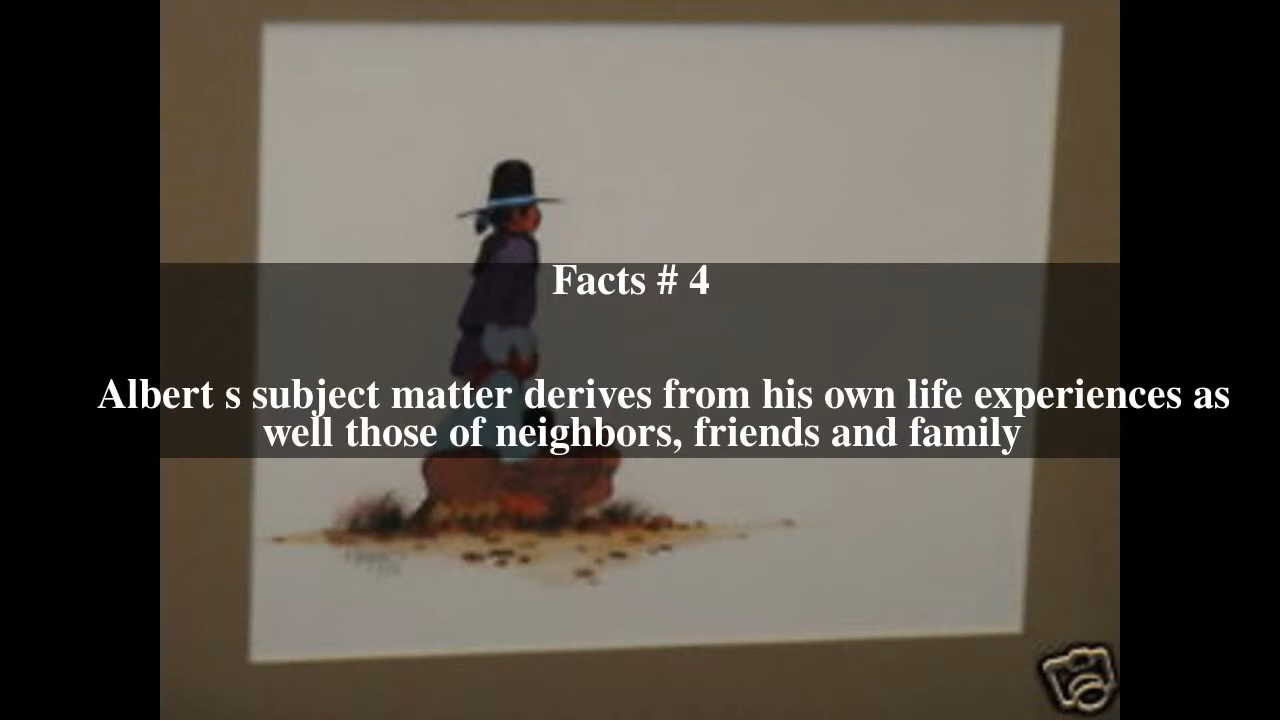 Facts # 4
Albert s subject matter derives from his own life experiences as
well those of neighbors, friends and family